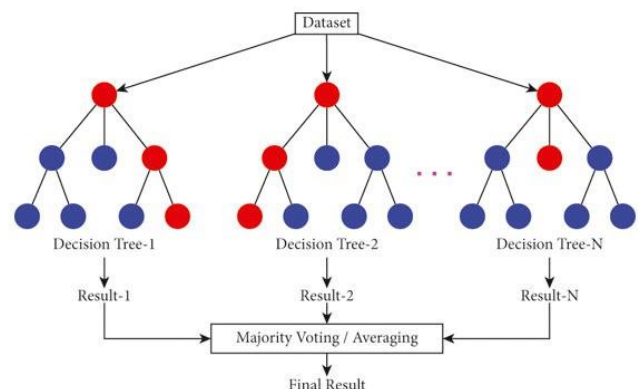 Dataset
Decision Tree-1
Decision Tree-2
Decision Tree-N
Result-1
Result-2
Result-N
Majority Voting / Averaging
Final Result